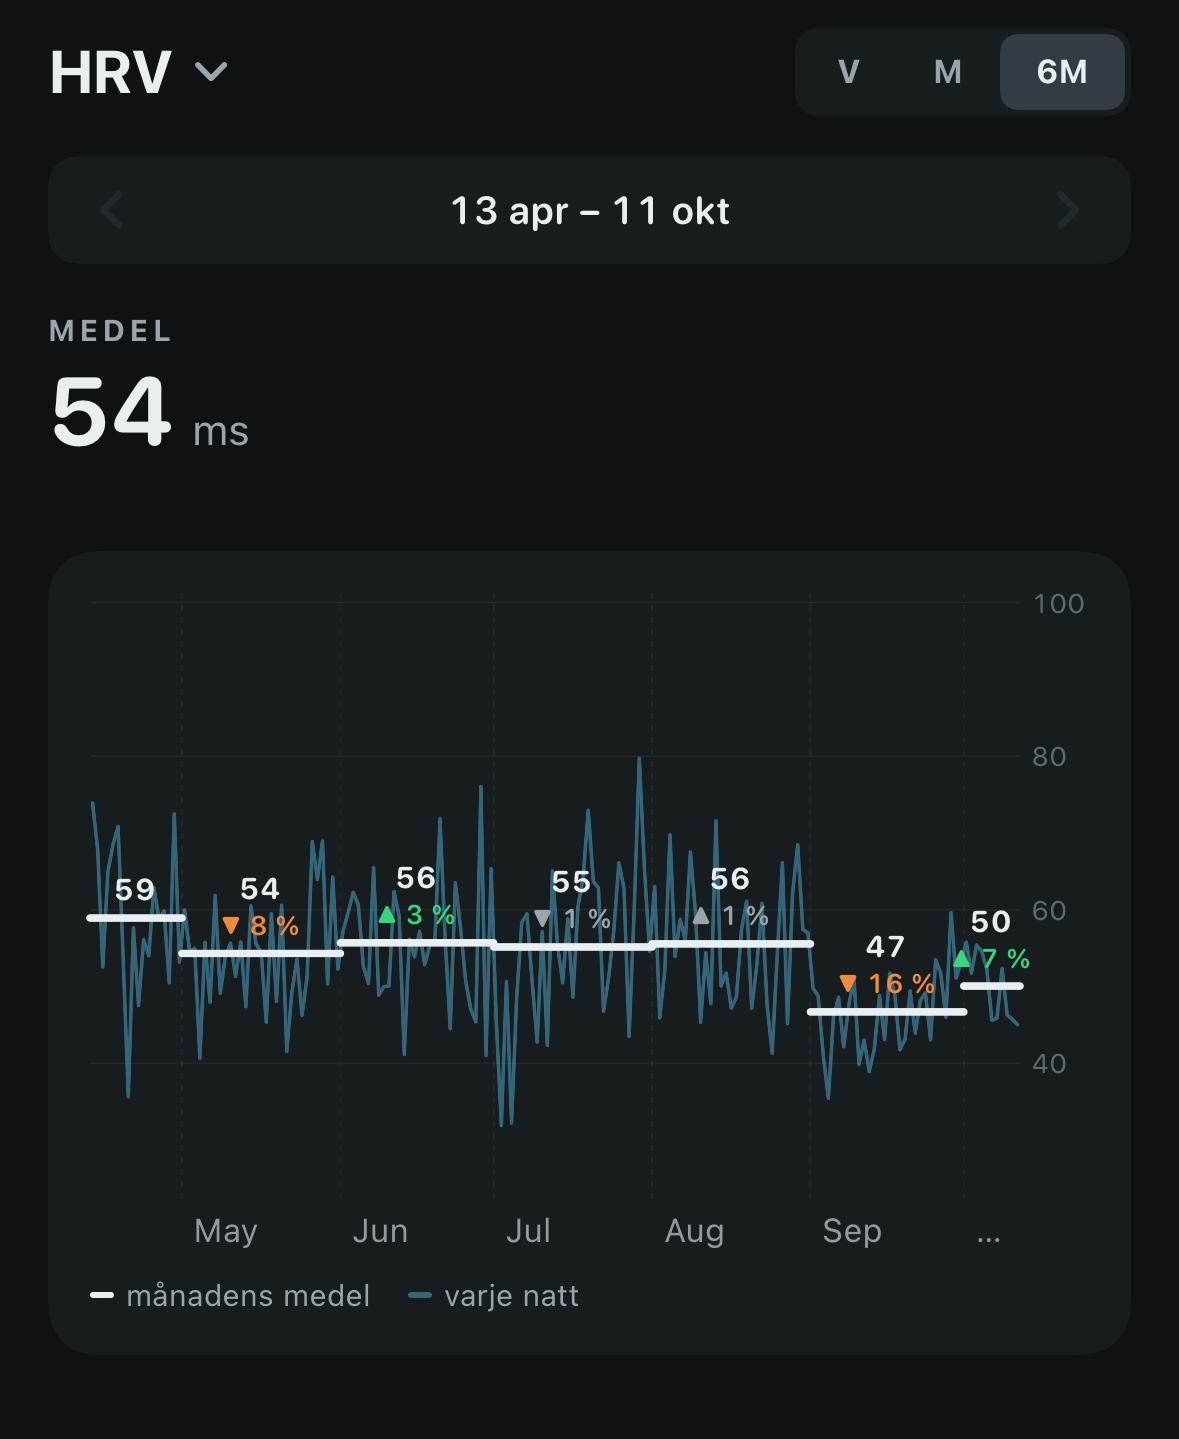 HRV
V M 6M
13 apr – 11 okt
MEDEL
54 ms
100
80
60
40
59
54
▼ 8 %
56
▲ 3 %
55
▼ 1 %
56
▲ 1 %
47
▼ 16 %
50
▲ 7 %
May Jun Jul Aug Sep ...
månadens medel varje natt